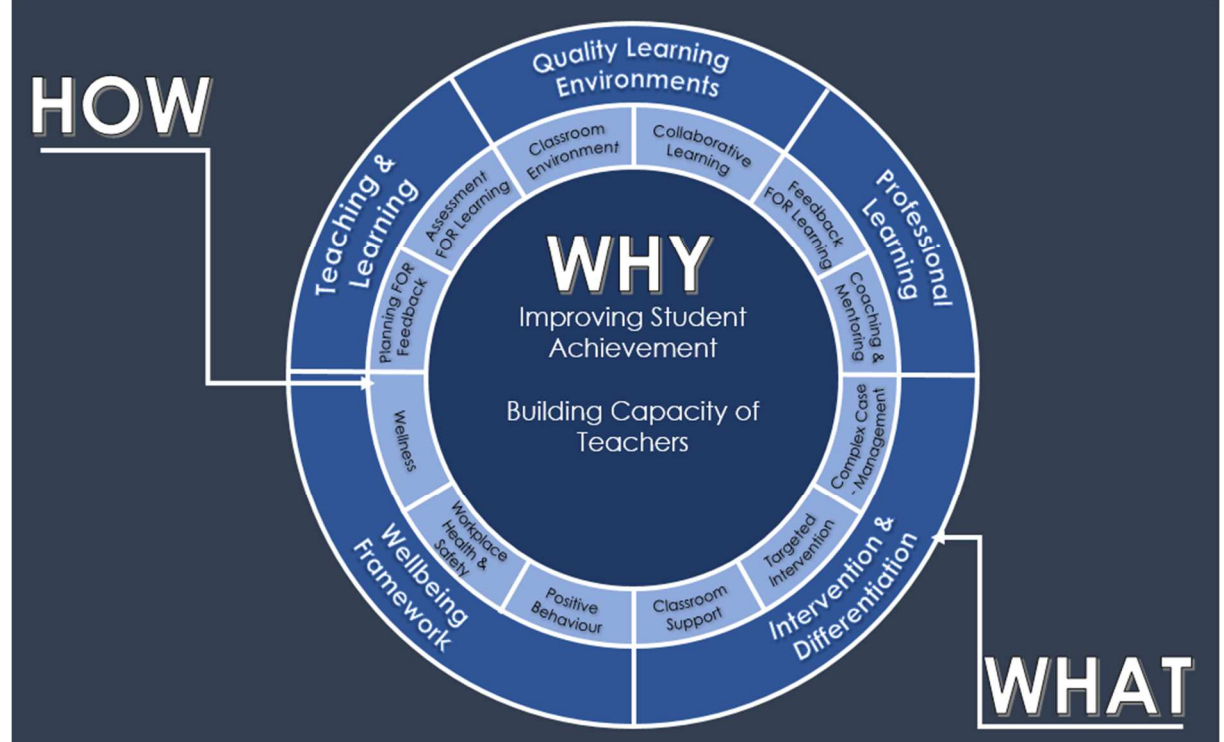 HOW
Quality Learning
Environments
Teaching &
Learning
Professional
Learning
Classroom
Environment
Collaborative
Learning
Assessment
FOR Learning
Feedback
FOR Learning
Planning FOR
Feedback
Coaching &
Mentoring
WHY
Improving Student
Achievement
Building Capacity of
Teachers
Wellness
Complex Case
- Management
Workplace
Health &
Safety
Targeted
Intervention
Positive
Behaviour
Classroom
Support
Wellbeing
Framework
Intervention &
Differentiation
WHAT